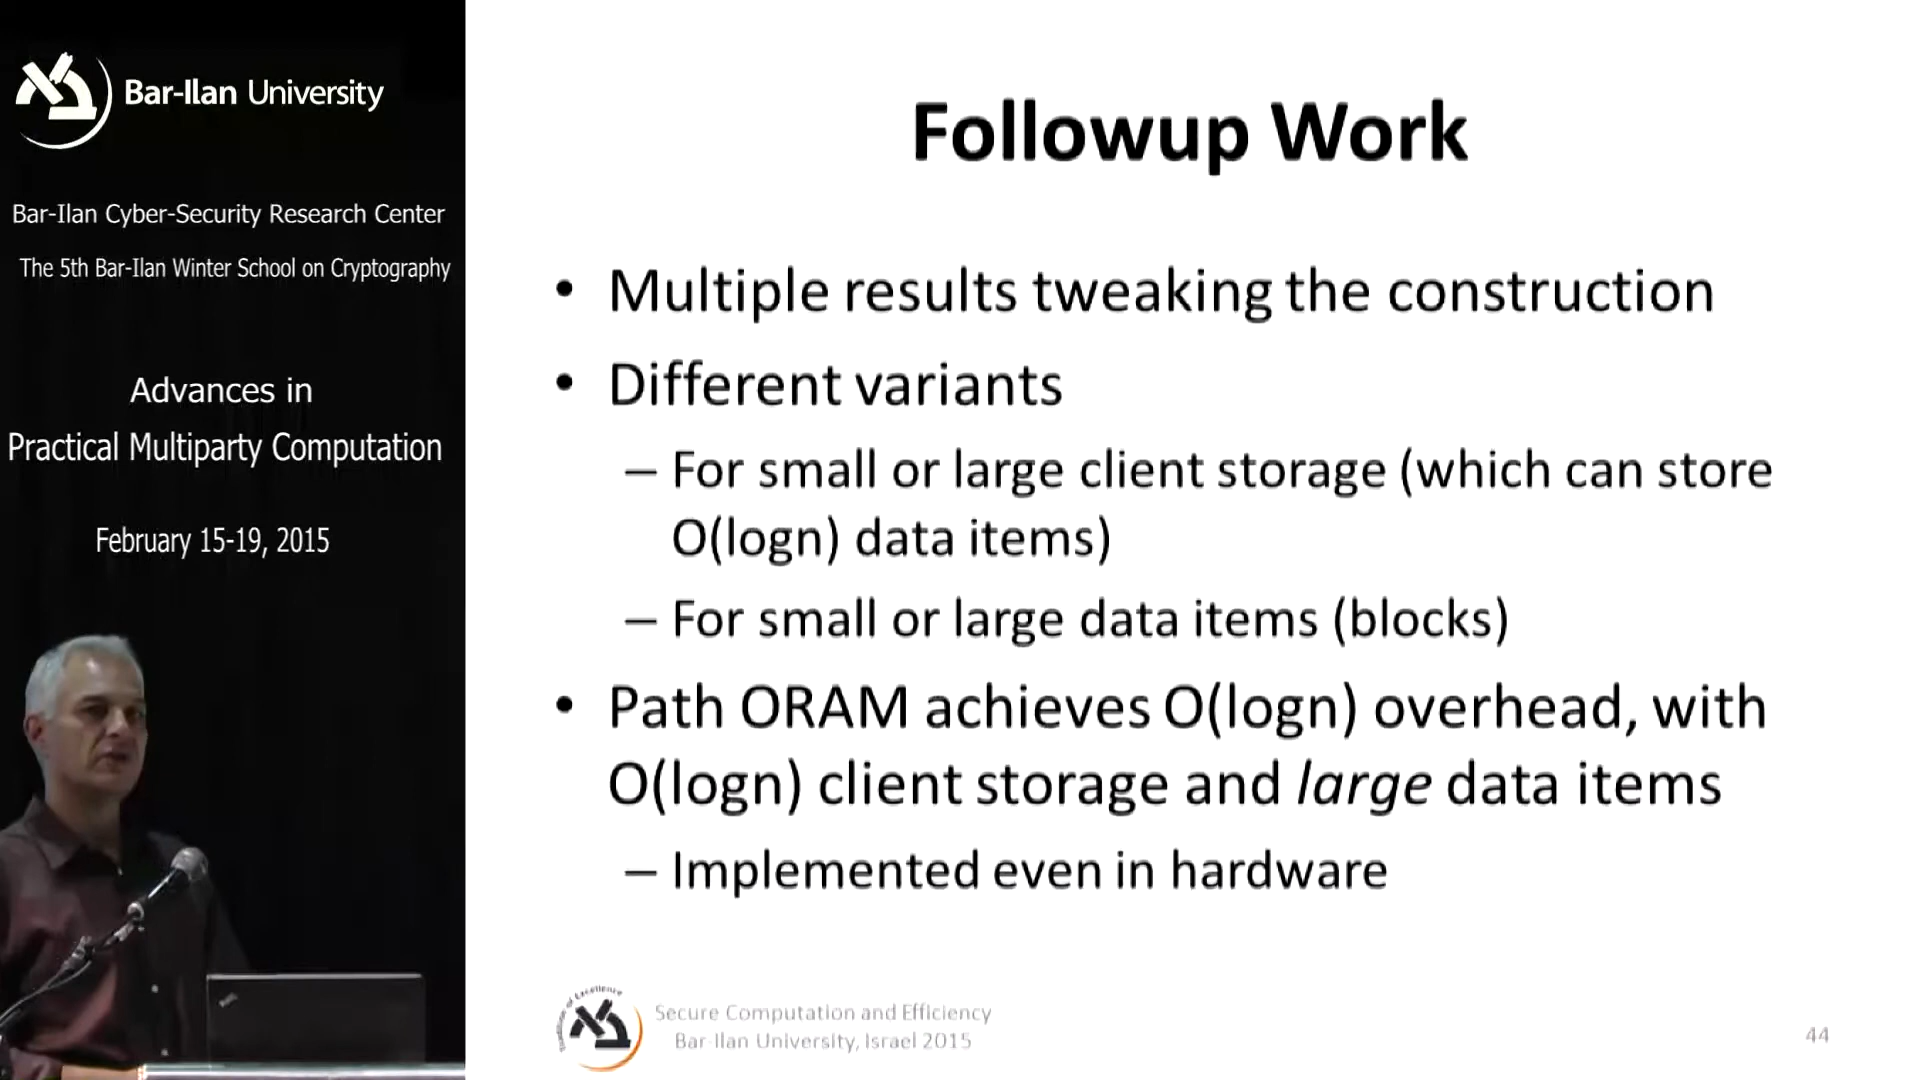 Bar-Ilan University
Bar-Ilan Cyber-Security Research Center
The 5th Bar-Ilan Winter School on Cryptography
Advances in
Practical Multiparty Computation
February 15-19, 2015
Followup Work
• Multiple results tweaking the construction
• Different variants
– For small or large client storage (which can store
O(logn) data items)
– For small or large data items (blocks)
• Path ORAM achieves O(logn) overhead, with
O(logn) client storage and large data items
– Implemented even in hardware
Secure Computation and Efficiency
Bar-Ilan University, Israel 2015
44